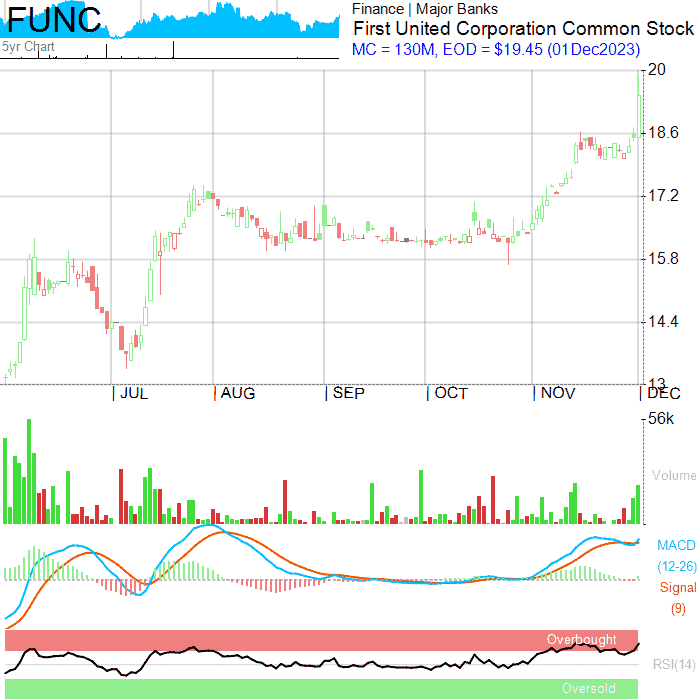 FUNC
5yr Chart
Finance | Major Banks
First United Corporation Common Stock
MC = 130M, EOD = $19.45 (01Dec2023)
20
18.6
17.2
15.8
14.4
13
JUL AUG SEP OCT NOV DEC
56k
Volume
MACD
(12-26)
Signal
(9)
Overbought
RSI(14)
Oversold